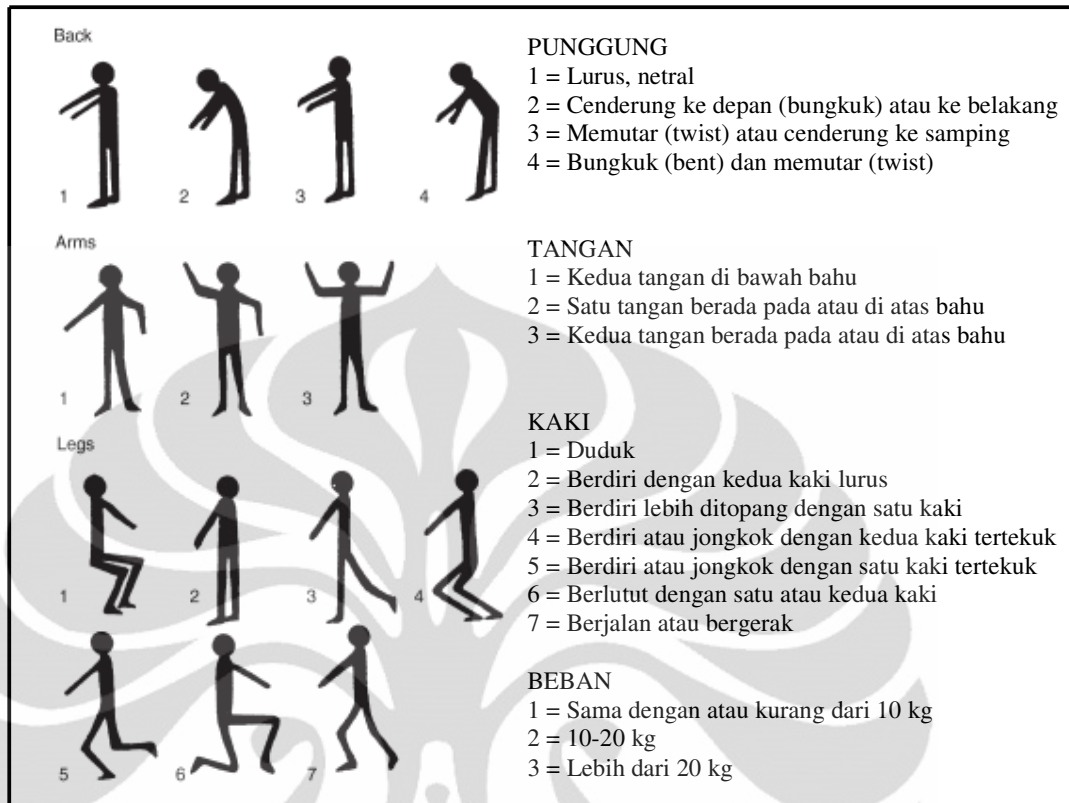 Back
1
2
3
4
PUNGGUNG
1 = Lurus, netral
2 = Cenderung ke depan (bungkuk) atau ke belakang
3 = Memutar (twist) atau cenderung ke samping
4 = Bungkuk (bent) dan memutar (twist)
Arms
1
2
3
TANGAN
1 = Kedua tangan di bawah bahu
2 = Satu tangan berada pada atau di atas bahu
3 = Kedua tangan berada pada atau di atas bahu
Legs
1
2
3
4
5
6
7
KAKI
1 = Duduk
2 = Berdiri dengan kedua kaki lurus
3 = Berdiri lebih ditopang dengan satu kaki
4 = Berdiri atau jongkok dengan kedua kaki tertekuk
5 = Berdiri atau jongkok dengan satu kaki tertekuk
6 = Berlutut dengan satu atau kedua kaki
7 = Berjalan atau bergerak
BEBAN
1 = Sama dengan atau kurang dari 10 kg
2 = 10-20 kg
3 = Lebih dari 20 kg